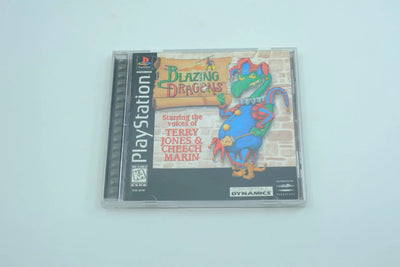 PlayStation
BLAZING
DRAGONS
Starring the
voices of
TERRY
JONES &
CHEECH
MARIN
DYNAMICS